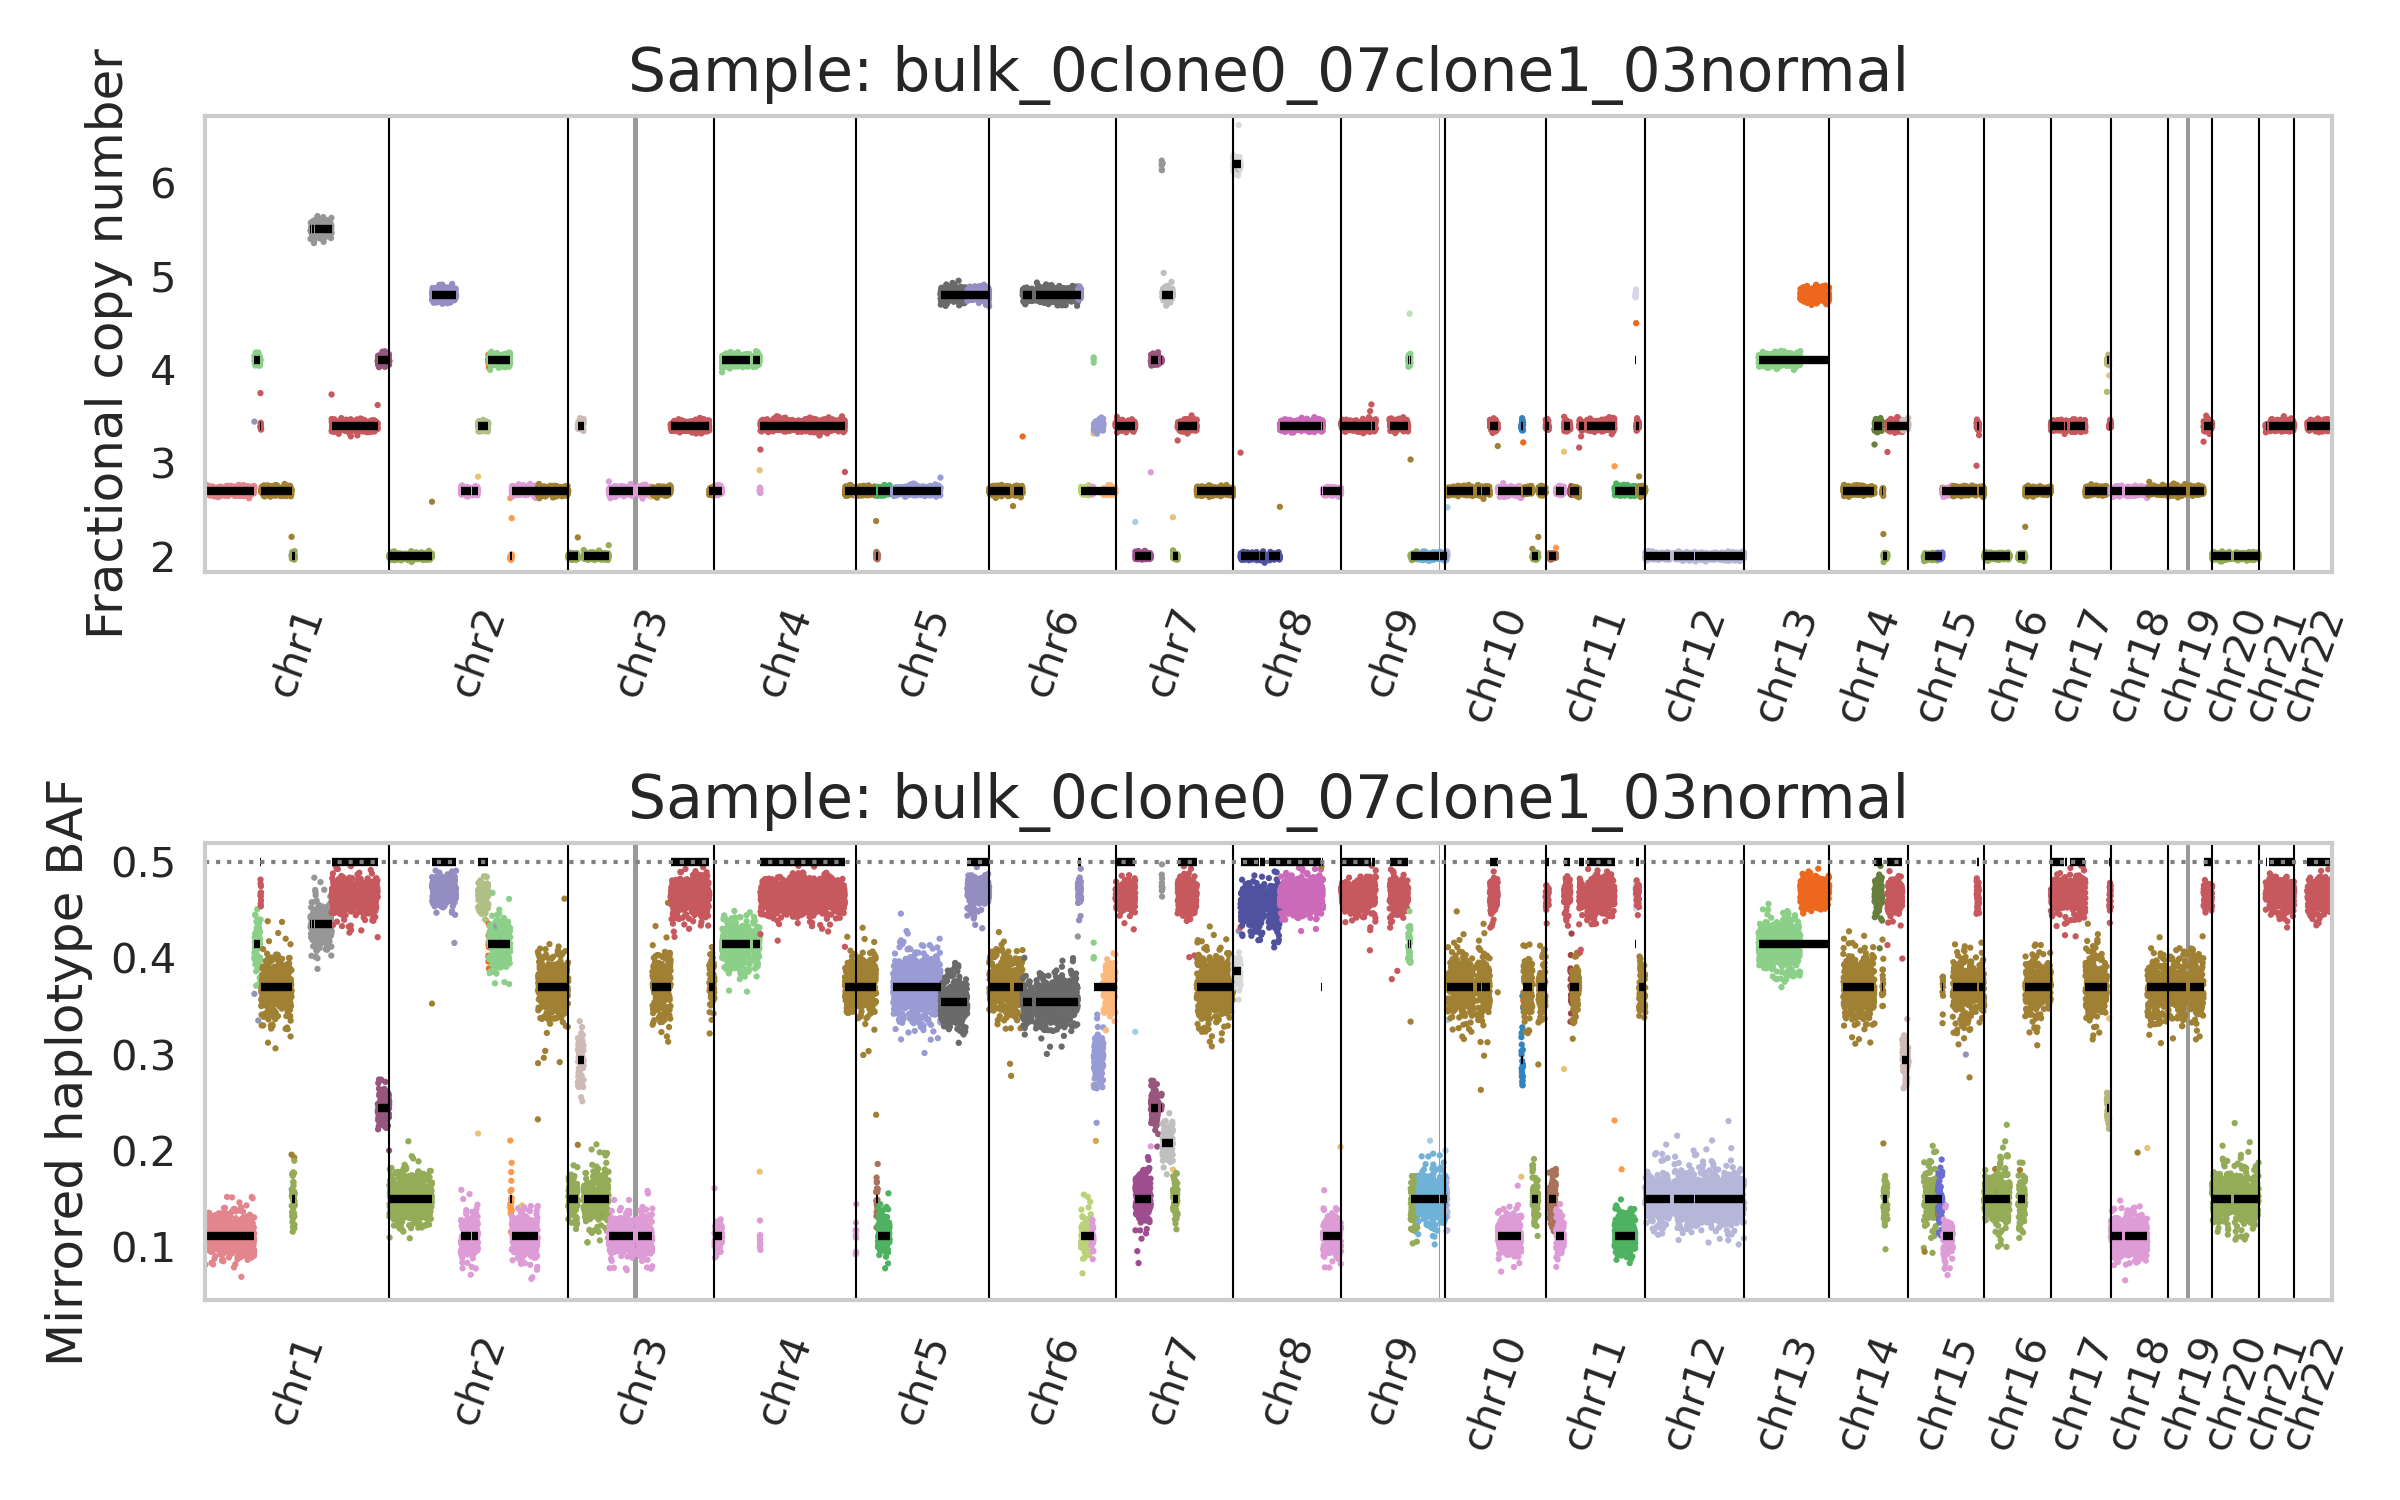 Sample: bulk_0clone0_07clone1_03normal
Fractional copy number
6
5
4
3
2
chr1 chr2 chr3 chr4 chr5 chr6 chr7 chr8 chr9 chr10 chr11 chr12 chr13 chr14 chr15 chr16 chr17 chr18 chr19 chr20 chr21 chr22
Sample: bulk_0clone0_07clone1_03normal
Mirrored haplotype BAF
0.5
0.4
0.3
0.2
0.1
chr1 chr2 chr3 chr4 chr5 chr6 chr7 chr8 chr9 chr10 chr11 chr12 chr13 chr14 chr15 chr16 chr17 chr18 chr19 chr20 chr21 chr22